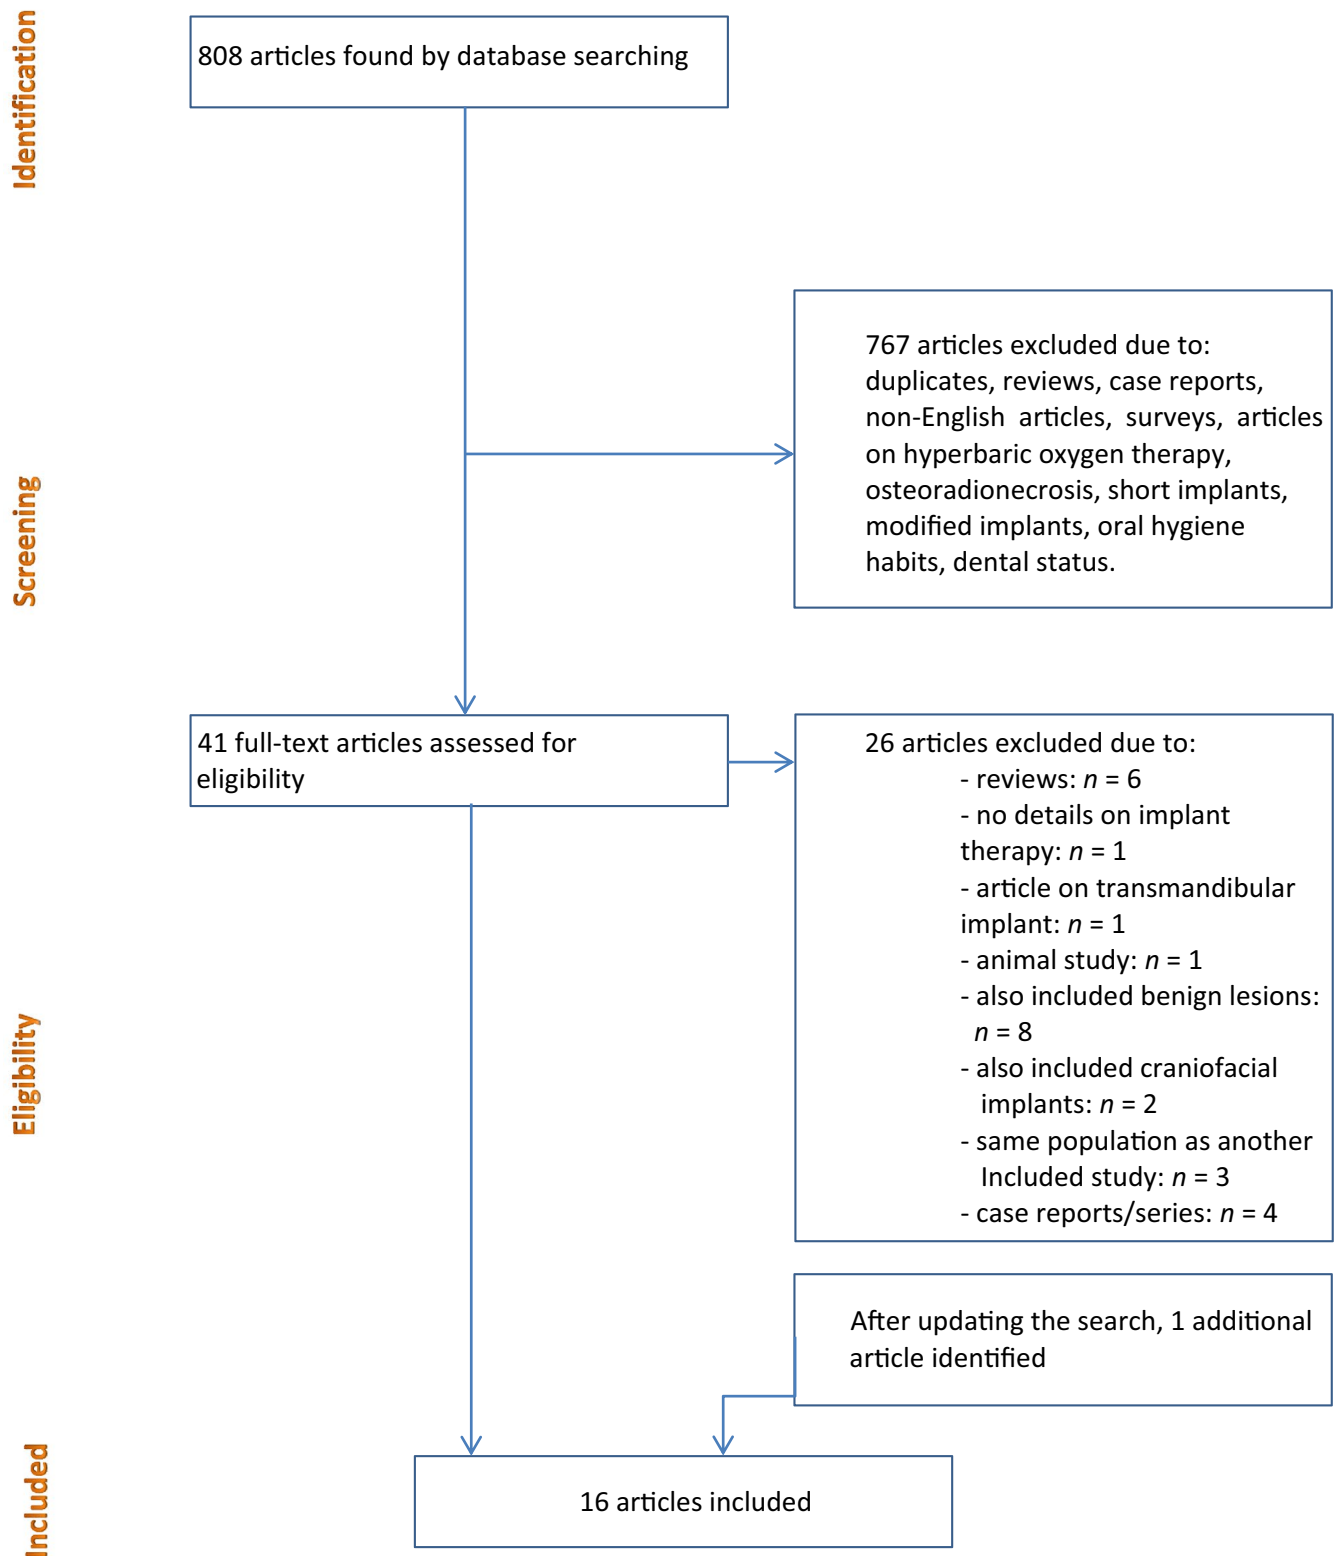 Identification
808 articles found by database searching
Screening
767 articles excluded due to:
duplicates, reviews, case reports,
non-English articles, surveys, articles
on hyperbaric oxygen therapy,
osteoradionecrosis, short implants,
modified implants, oral hygiene
habits, dental status.
Eligibility
41 full-text articles assessed for
eligibility
26 articles excluded due to:
- reviews: n = 6
- no details on implant
therapy: n = 1
- article on transmandibular
implant: n = 1
- animal study: n = 1
- also included benign lesions:
n = 8
- also included craniofacial
implants: n = 2
- same population as another
Included study: n = 3
- case reports/series: n = 4
After updating the search, 1 additional
article identified
Included
16 articles included